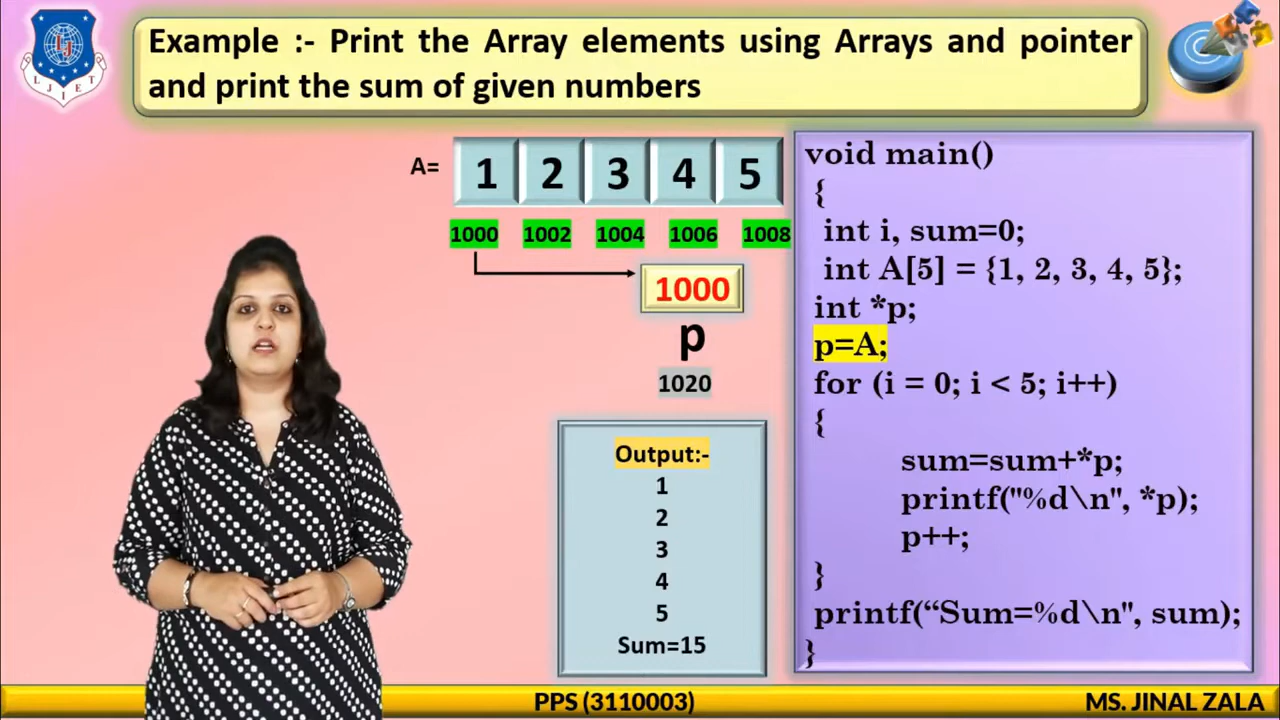 LJIET
Example :- Print the Array elements using Arrays and pointer
and print the sum of given numbers
A= 1 2 3 4 5
1000 1002 1004 1006 1008
1000
p
1020
Output:-
1
2
3
4
5
Sum=15
void main()
{
int i, sum=0;
int A[5] = {1, 2, 3, 4, 5};
int *p;
p=A;
for (i = 0; i < 5; i++)
{
sum=sum+*p;
printf("%d\n", *p);
p++;
}
printf(“Sum=%d\n", sum);
}
PPS (3110003)
MS. JINAL ZALA